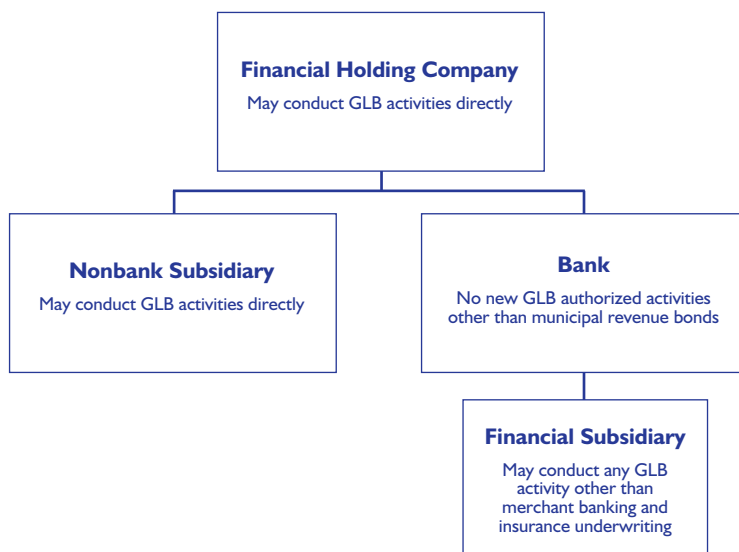 Financial Holding Company
May conduct GLB activities directly
Nonbank Subsidiary
May conduct GLB activities directly
Bank
No new GLB authorized activities
other than municipal revenue bonds
Financial Subsidiary
May conduct any GLB
activity other than
merchant banking and
insurance underwriting